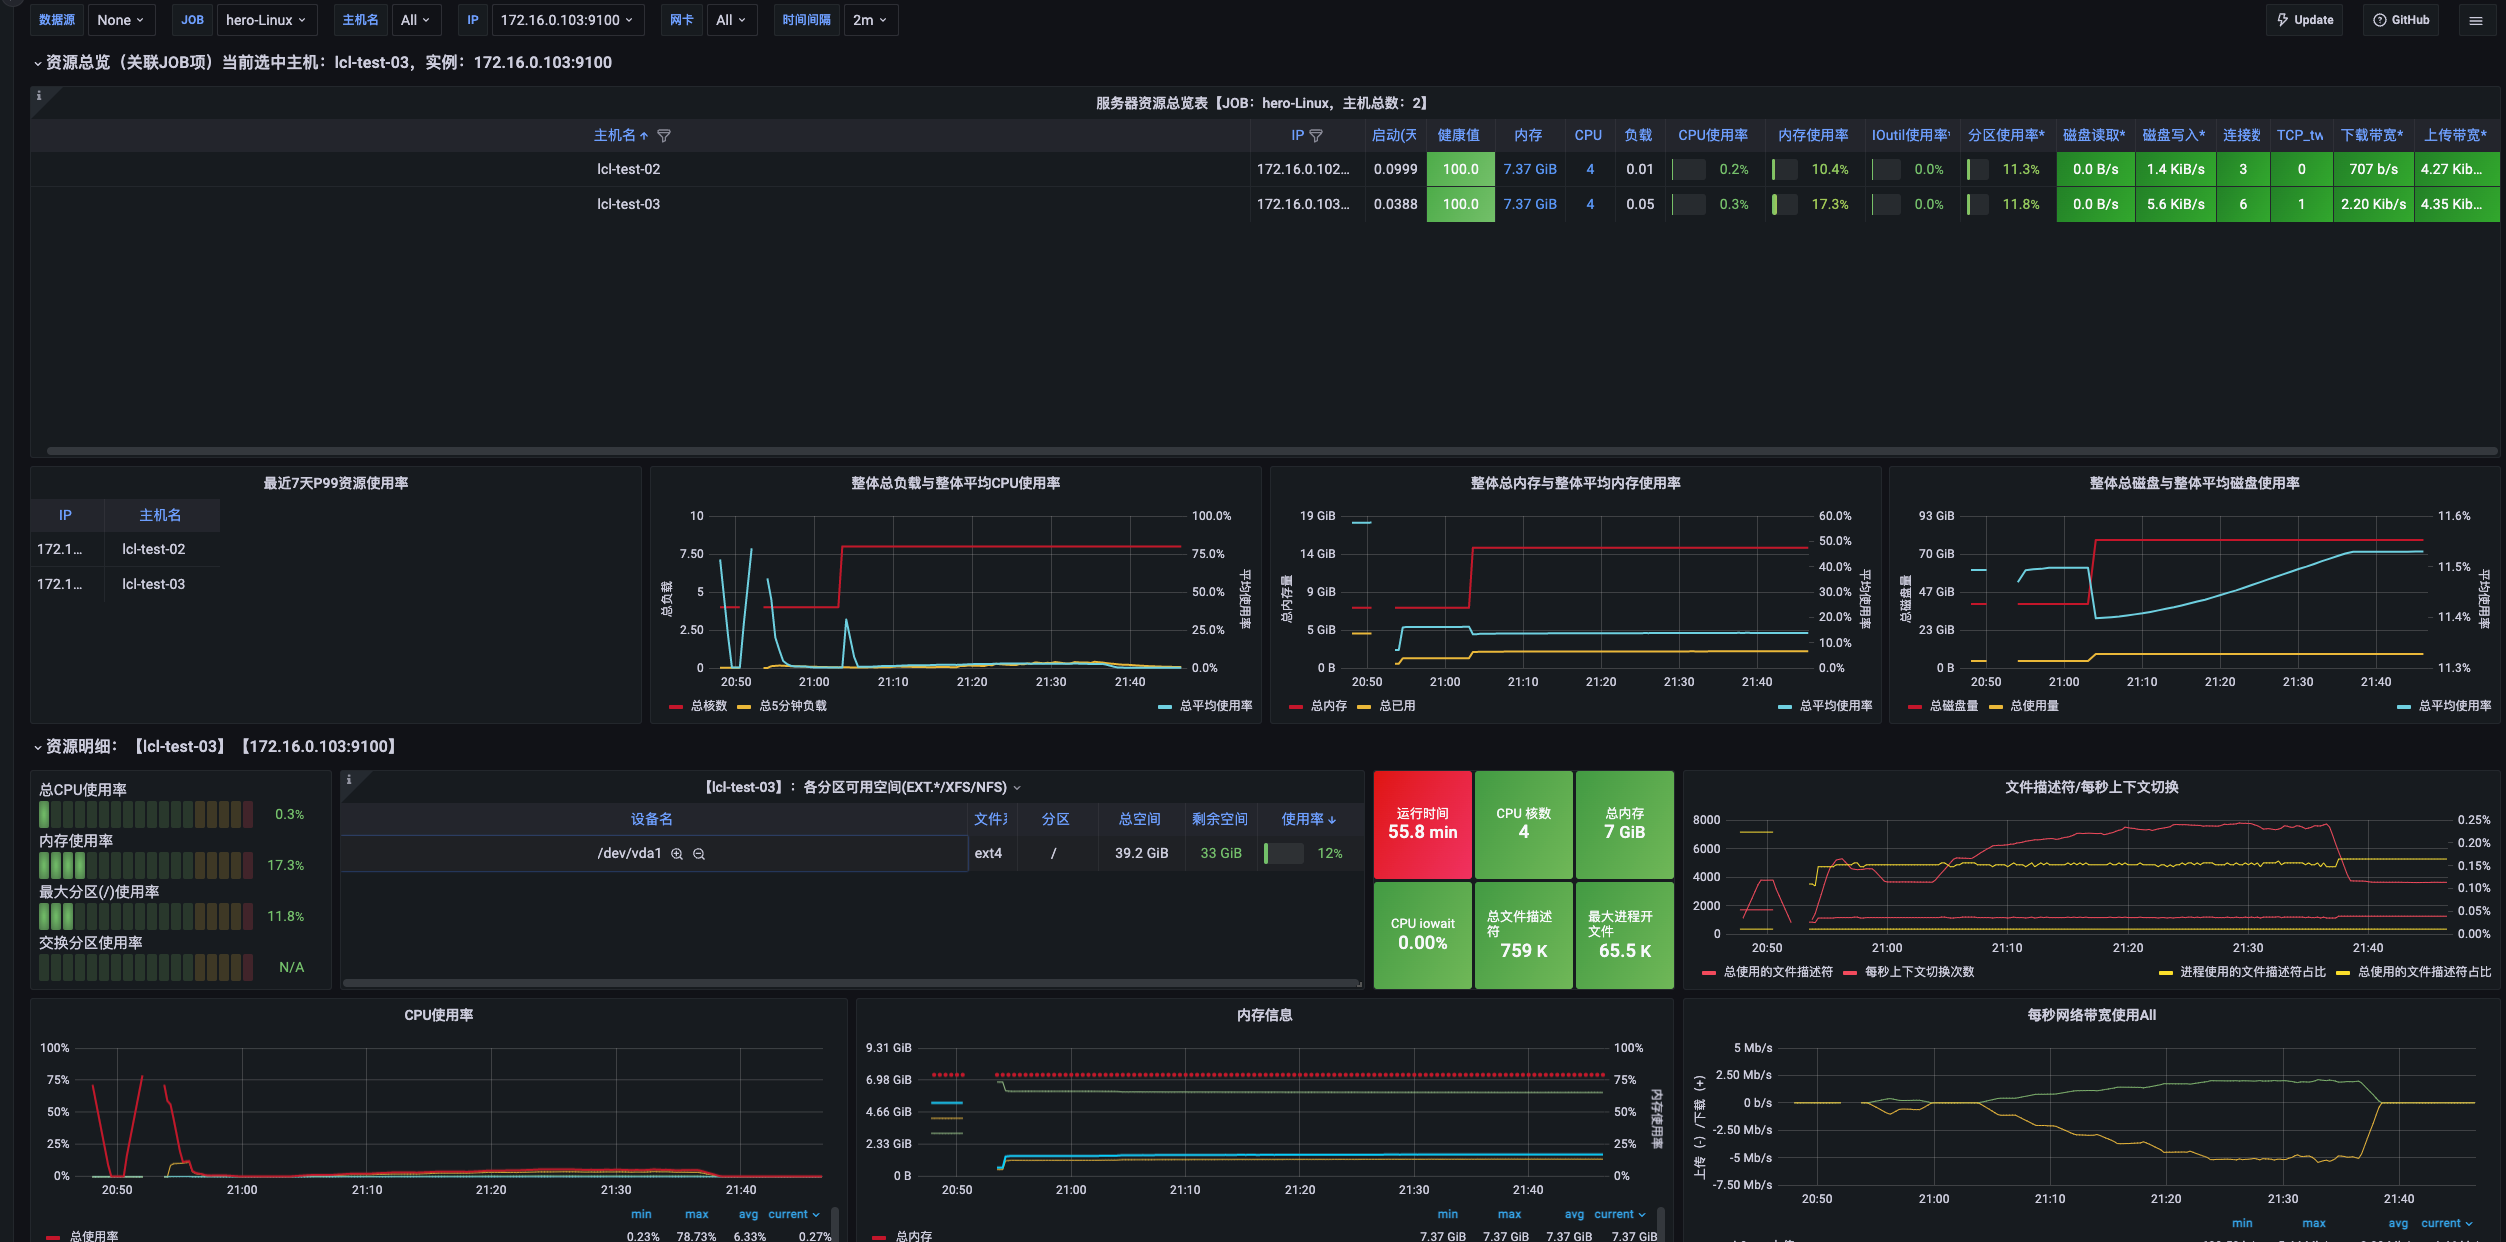 数据源 None JOB hero-Linux 主机名 All IP 172.16.0.103:9100 网卡 All 时间间隔 2m Update GitHub
资源总览（关联JOB项）当前选中主机：lcl-test-03，实例：172.16.0.103:9100
服务器资源总览表【JOB：hero-Linux，主机总数：2】
主机名 IP 启动(天 健康值 内存 CPU 负载 CPU使用率 内存使用率 IOutil使用率* 分区使用率* 磁盘读取* 磁盘写入* 连接数 TCP_tw 下载带宽* 上传带宽*
lcl-test-02 172.16.0.102... 0.0999 100.0 7.37 GiB 4 0.01 0.2% 10.4% 0.0% 11.3% 0.0 B/s 1.4 KiB/s 3 0 707 b/s 4.27 Kib...
lcl-test-03 172.16.0.103... 0.0388 100.0 7.37 GiB 4 0.05 0.3% 17.3% 0.0% 11.8% 0.0 B/s 5.6 KiB/s 6 1 2.20 Kib/s 4.35 Kib...
最近7天P99资源使用率
IP 主机名
172.1... lcl-test-02
172.1... lcl-test-03
整体总负载与整体平均CPU使用率
10 100.0%
7.50 75.0%
5 50.0%
2.50 25.0%
0 0.0%
总负载
平均使用率
20:50 21:00 21:10 21:20 21:30 21:40
总核数 总5分钟负载 总平均使用率
整体总内存与整体平均内存使用率
19 GiB 14 GiB 9 GiB 5 GiB 0 B
60.0% 50.0% 40.0% 30.0% 20.0% 10.0% 0.0%
总内存量
平均使用率
20:50 21:00 21:10 21:20 21:30 21:40
总内存 总已用 总平均使用率
整体总磁盘与整体平均磁盘使用率
93 GiB 70 GiB 47 GiB 23 GiB 0 B
11.6% 11.5% 11.4% 11.3%
总磁盘量
平均使用率
20:50 21:00 21:10 21:20 21:30 21:40
总磁盘量 总使用量 总平均使用率
资源明细：【lcl-test-03】【172.16.0.103:9100】
总CPU使用率
0.3%
内存使用率
17.3%
最大分区(/)使用率
11.8%
交换分区使用率
N/A
【lcl-test-03】：各分区可用空间(EXT.*/XFS/NFS)
设备名 文件系 分区 总空间 剩余空间 使用率
/dev/vda1 ext4 / 39.2 GiB 33 GiB 12%
运行时间
55.8 min
CPU 核数
4
总内存
7 GiB
CPU iowait
0.00%
总文件描述
符
759 K
最大进程开
文件
65.5 K
文件描述符/每秒上下文切换
8000 6000 4000 2000 0
0.25% 0.20% 0.15% 0.10% 0.05% 0.00%
20:50 21:00 21:10 21:20 21:30 21:40
总使用的文件描述符 每秒上下文切换次数 进程使用的文件描述符占比 总使用的文件描述符占比
CPU使用率
100%
75%
50%
25%
0%
20:50 21:00 21:10 21:20 21:30 21:40
min max avg current
总使用率 0.23% 78.73% 6.33% 0.27%
内存信息
9.31 GiB 100%
6.98 GiB 75%
4.66 GiB 50%
2.33 GiB 25%
0 B 0%
内存使用率
20:50 21:00 21:10 21:20 21:30 21:40
min max avg current
总内存 7.37 GiB 7.37 GiB 7.37 GiB 7.37 GiB
每秒网络带宽使用All
5 Mb/s
2.50 Mb/s
0 b/s
-2.50 Mb/s
-5 Mb/s
-7.50 Mb/s
上传（-）/下载（+）
20:50 21:00 21:10 21:20 21:30 21:40
min max avg current